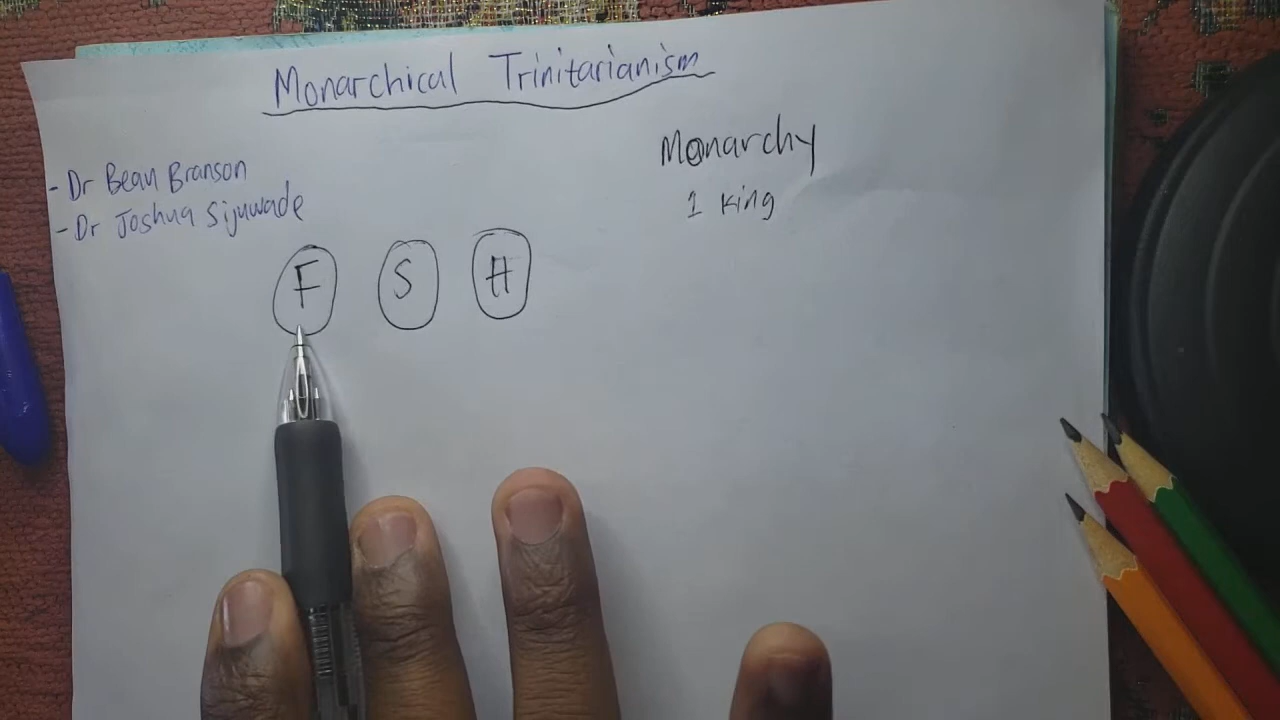 Monarchical Trinitarianism
Monarchy
1 King
- Dr Beau Branson
- Dr Joshua Sijuwade
F S H